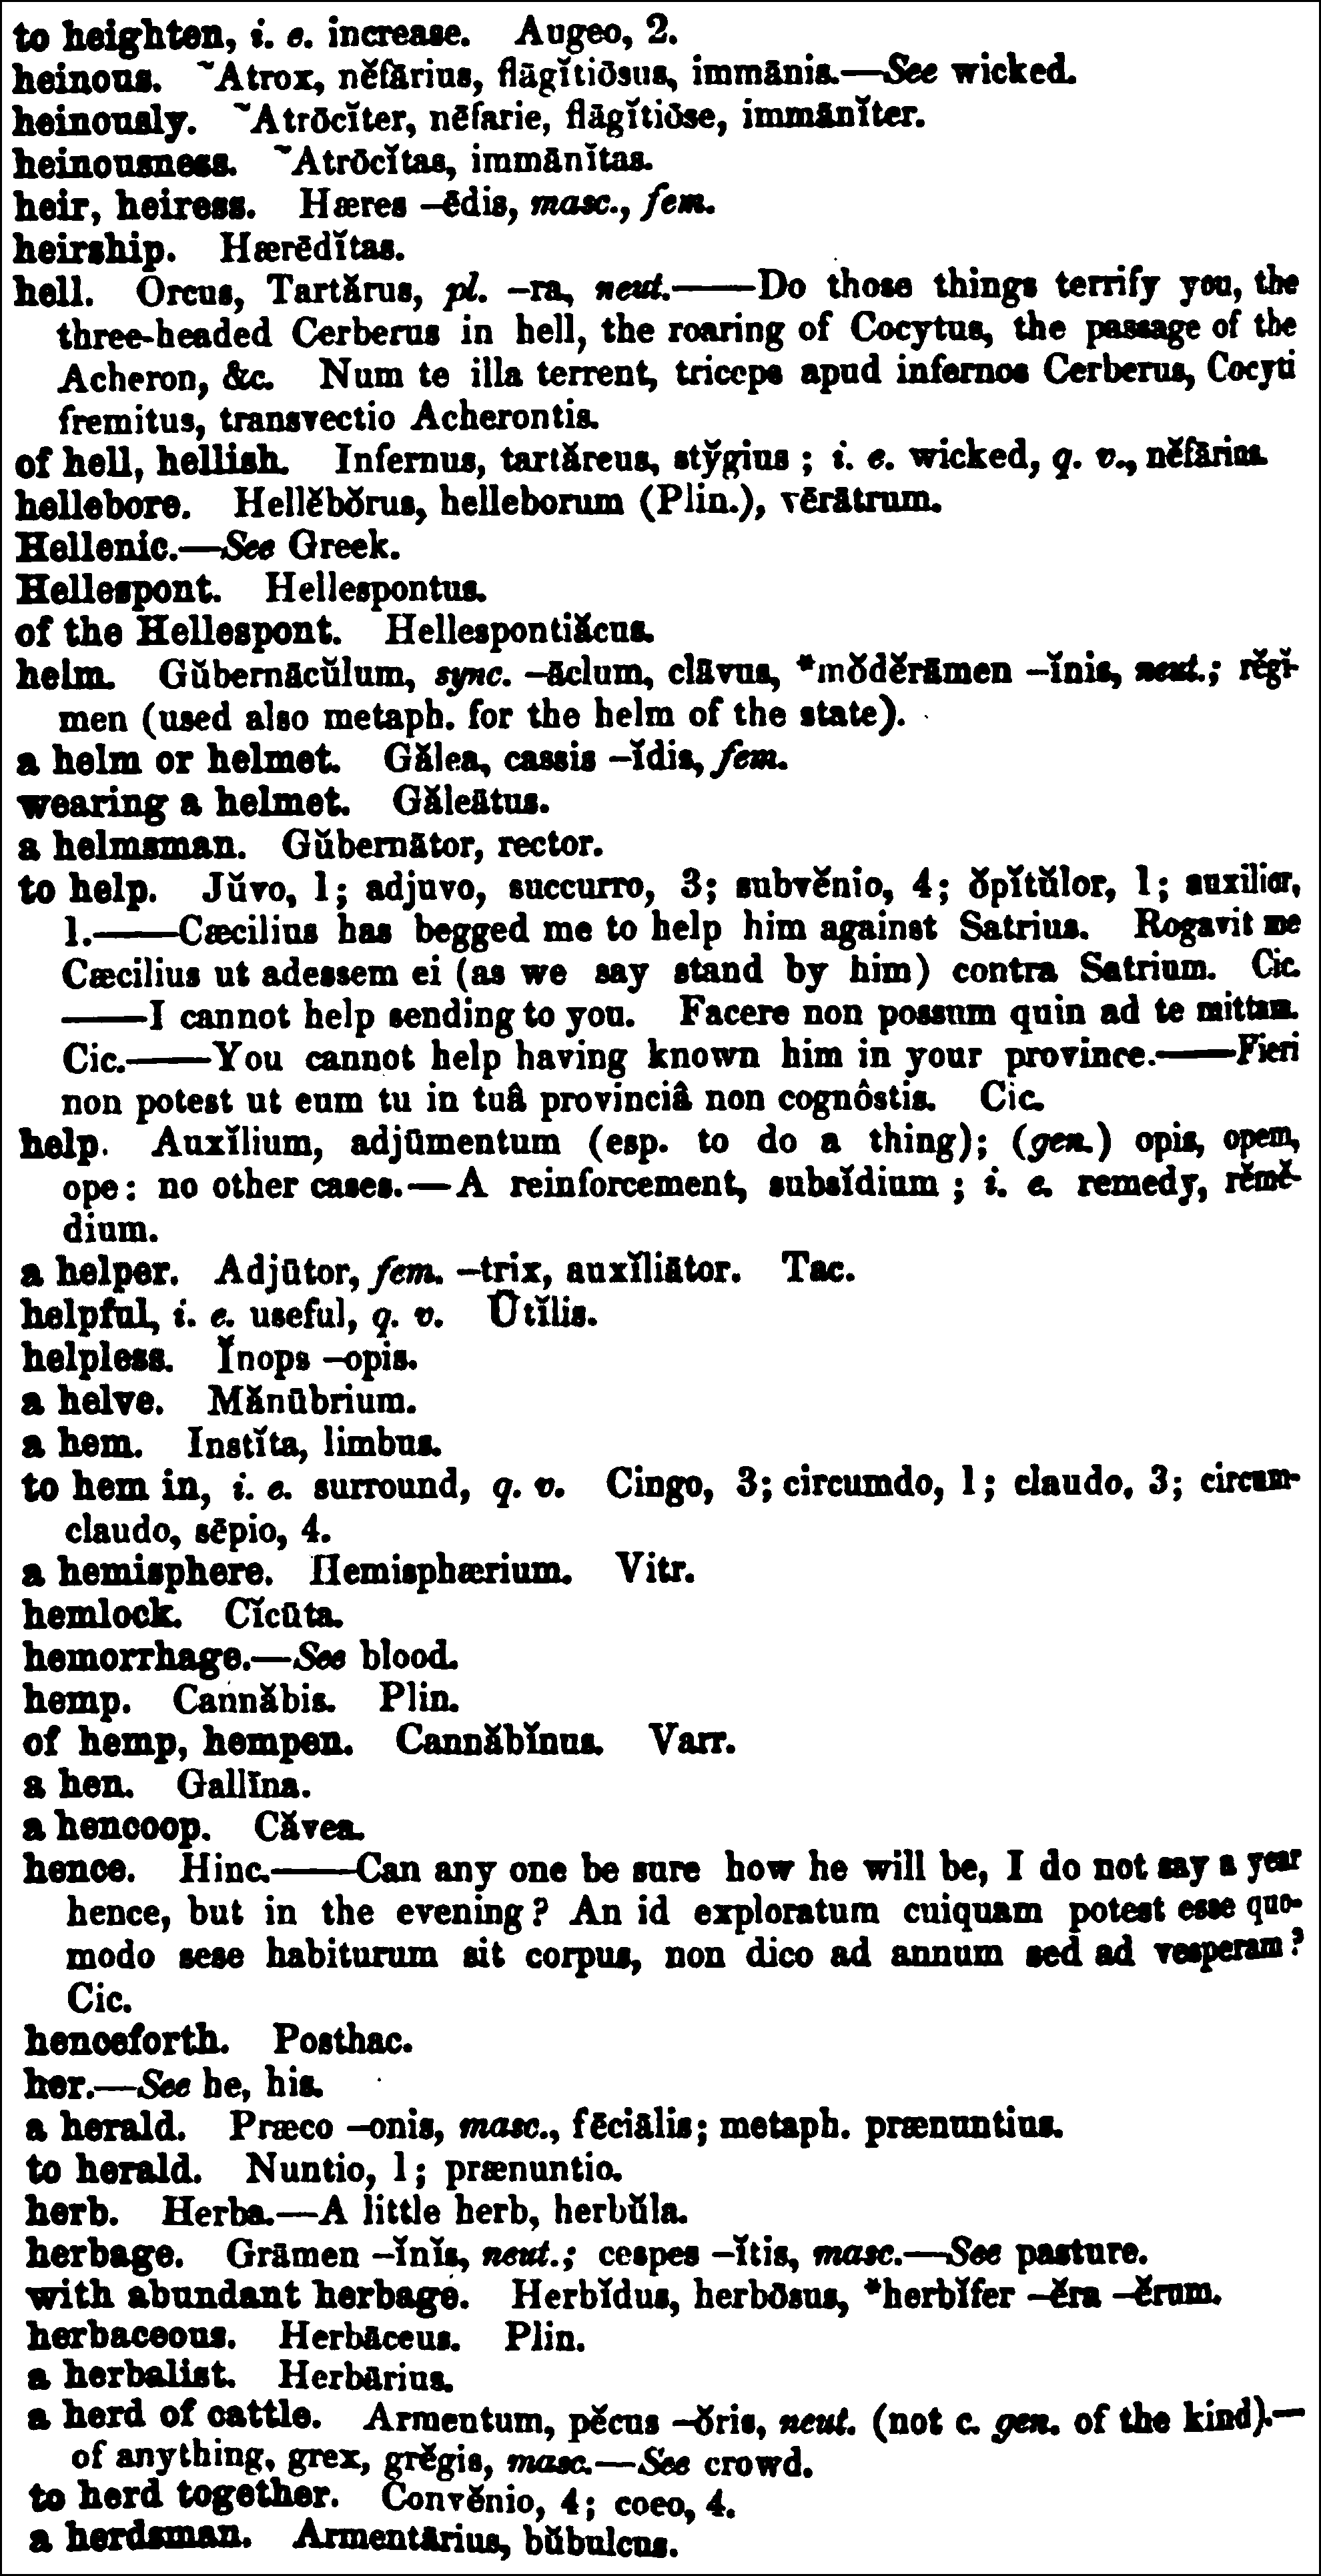 to heighten, i. e. increase. Augeo, 2.
heinous. ˜Atrox, nĕfārius, flāgĭtiōsus, immānis.—See wicked.
heinously. ˜Atrōcĭter, nēfarie, flāgĭtiōse, immānĭter.
heinousness. ˜Atrōcĭtas, immānĭtas.
heir, heiress. Hæres –ēdis, masc., fem.
heirship. Hærēdĭtas.
hell. Orcus, Tartărus, pl. –ra, neut.——Do those things terrify you, the
three-headed Cerberus in hell, the roaring of Cocytus, the passage of the
Acheron, &c. Num te illa terrent, triceps apud infernos Cerberus, Cocyti
fremitus, transvectio Acherontis.
of hell, hellish. Infernus, tartăreus, stўgius; i. e. wicked, q. v., nĕfārius.
hellebore. Hellĕbŏrus, helleborum (Plin.), vērātrum.
Hellenic.—See Greek.
Hellespont. Hellespontus.
of the Hellespont. Hellespontiăcus.
helm. Gŭbernācŭlum, sync. –āclum, clāvus, *mŏdĕrāmen –ĭnis, neut.; rĕgĭ-
men (used also metaph. for the helm of the state).
a helm or helmet. Gălea, cassis –ĭdis, fem.
wearing a helmet. Găleātus.
a helmsman. Gŭbernātor, rector.
to help. Jŭvo, 1; adjuvo, succurro, 3; subvĕnio, 4; ŏpĭtŭlor, 1; auxilior,
1.——Cæcilius has begged me to help him against Satrius. Rogavit me
Cæcilius ut adessem ei (as we say stand by him) contra Satrium. Cic.
——I cannot help sending to you. Facere non possum quin ad te mittam.
Cic.——You cannot help having known him in your province.——Fieri
non potest ut eum tu in tuâ provinciâ non cognôstis. Cic.
help. Auxĭlium, adjūmentum (esp. to do a thing); (gen.) opis, opem,
ope: no other cases.—A reinforcement, subsĭdium; i. e. remedy, rĕmĕ-
dium.
a helper. Adjūtor, fem. –trix, auxĭliātor. Tac.
helpful, i. e. useful, q. v. Ūtĭlis.
helpless. Ĭnops –opis.
a helve. Mănūbrium.
a hem. Instĭta, limbus.
to hem in, i. e. surround, q. v. Cingo, 3; circumdo, 1; claudo, 3; circum-
claudo, sēpio, 4.
a hemisphere. Hemisphærium. Vitr.
hemlock. Cĭcūta.
hemorrhage.—See blood.
hemp. Cannăbis. Plin.
of hemp, hempen. Cannăbĭnus. Varr.
a hen. Gallīna.
a hencoop. Căvea.
hence. Hinc.——Can any one be sure how he will be, I do not say a year
hence, but in the evening? An id exploratum cuiquam potest esse quo-
modo sese habiturum sit corpus, non dico ad annum sed ad vesperam?
Cic.
henceforth. Posthac.
her.—See he, his.
a herald. Præco –onis, masc., fēciālis; metaph. prænuntius.
to herald. Nuntio, 1; prænuntio.
herb. Herba.—A little herb, herbŭla.
herbage. Grāmen –ĭnĭs, neut.; cespes –ĭtis, masc.—See pasture.
with abundant herbage. Herbĭdus, herbōsus, *herbĭfer –ĕra –ĕrum.
herbaceous. Herbāceus. Plin.
a herbalist. Herbārius.
a herd of cattle. Armentum, pĕcus –ŏris, neut. (not c. gen. of the kind).—
of anything, grex, grĕgis, masc.—See crowd.
to herd together. Convĕnio, 4; coeo, 4.
a herdsman. Armentārius, bŭbulcus.